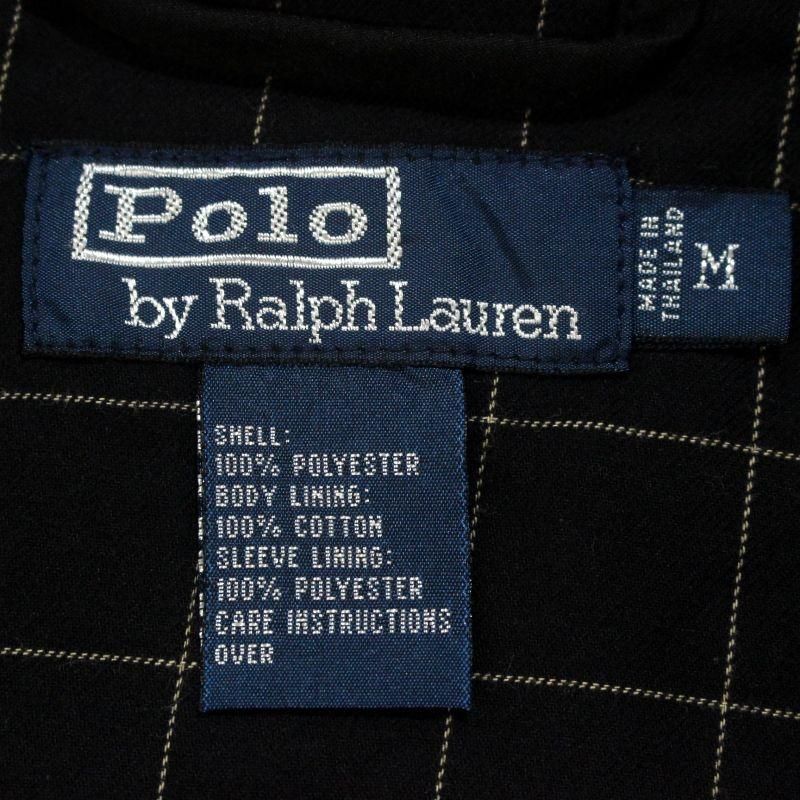 Polo
by Ralph Lauren
MADE IN
THAILAND
M
SHELL:
100% POLYESTER
BODY LINING:
100% COTTON
SLEEVE LINING:
100% POLYESTER
CARE INSTRUCTIONS
OVER